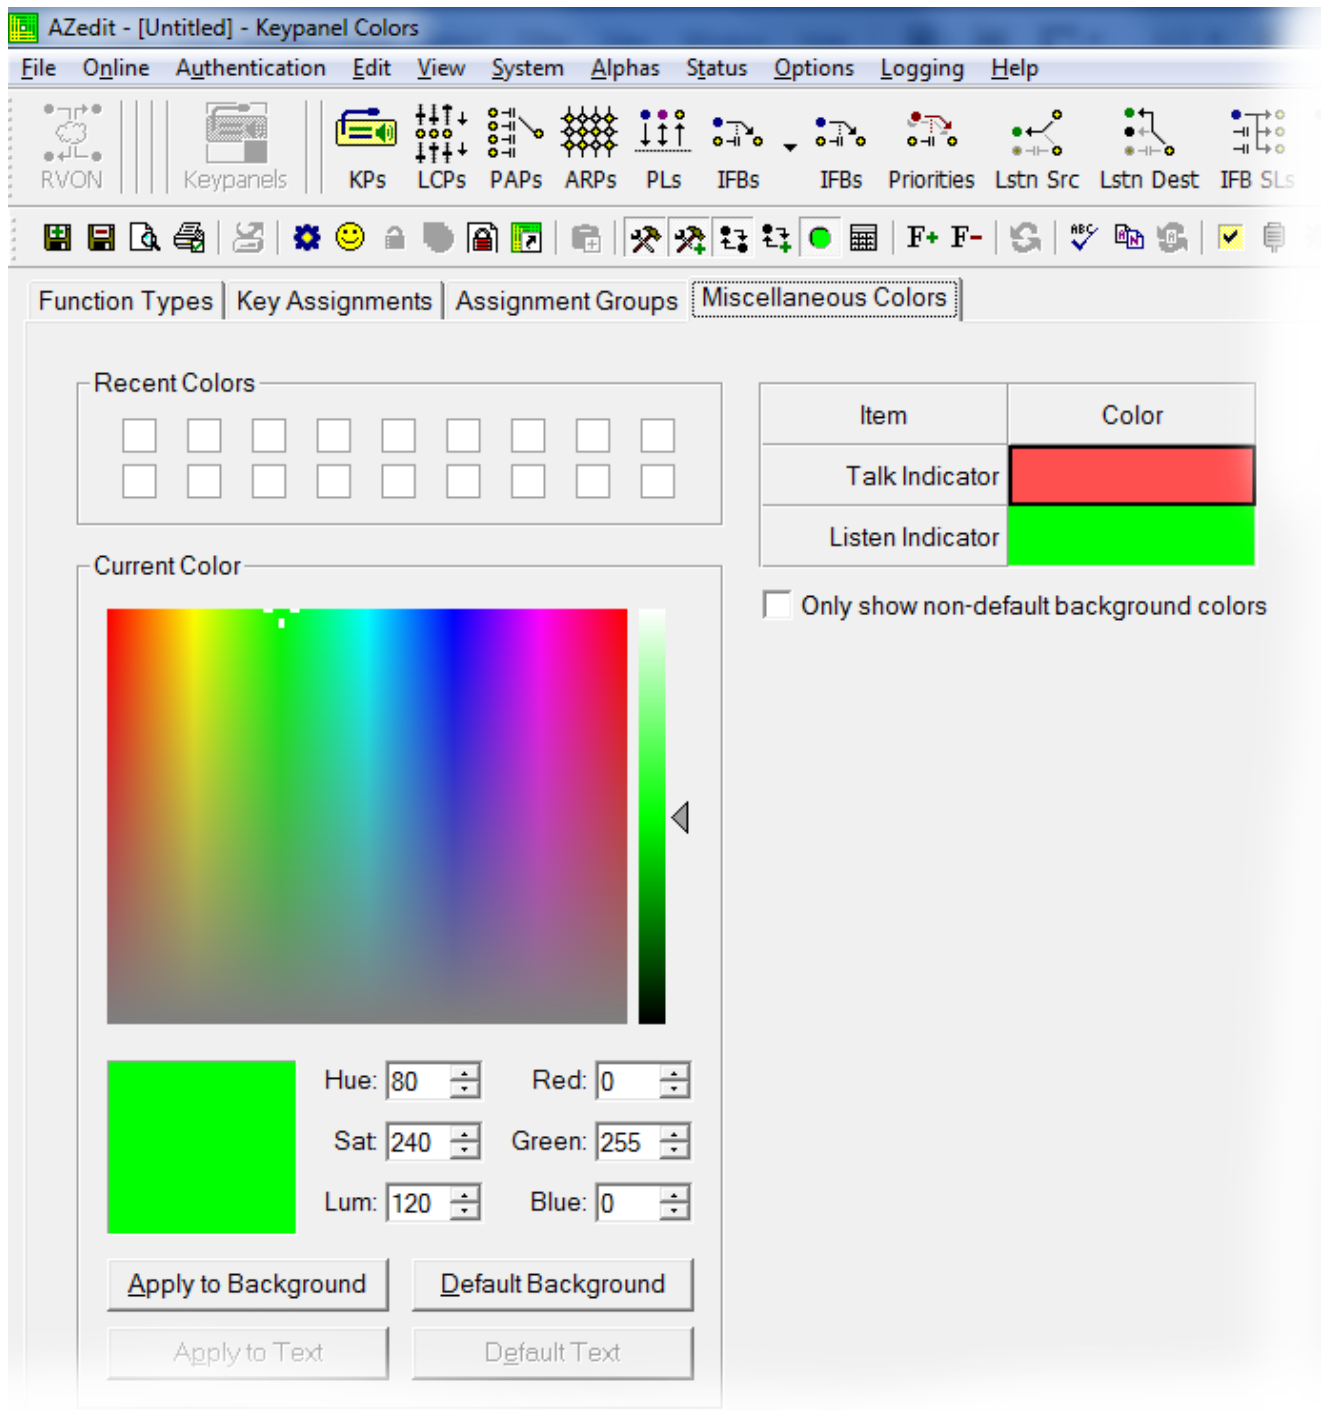 AZedit - [Untitled] - Keypanel Colors
File Online Authentication Edit View System Alphas Status Options Logging Help
RVON Keypanels KPs LCPs PAPs ARPs PLs IFBs IFBs Priorities Lstn Src Lstn Dest IFB SLs
F+ F- ABC
Function Types Key Assignments Assignment Groups Miscellaneous Colors
Recent Colors
Item Color
Talk Indicator
Listen Indicator
Only show non-default background colors
Current Color
Hue: 80 Red: 0
Sat: 240 Green: 255
Lum: 120 Blue: 0
Apply to Background Default Background
Apply to Text Default Text